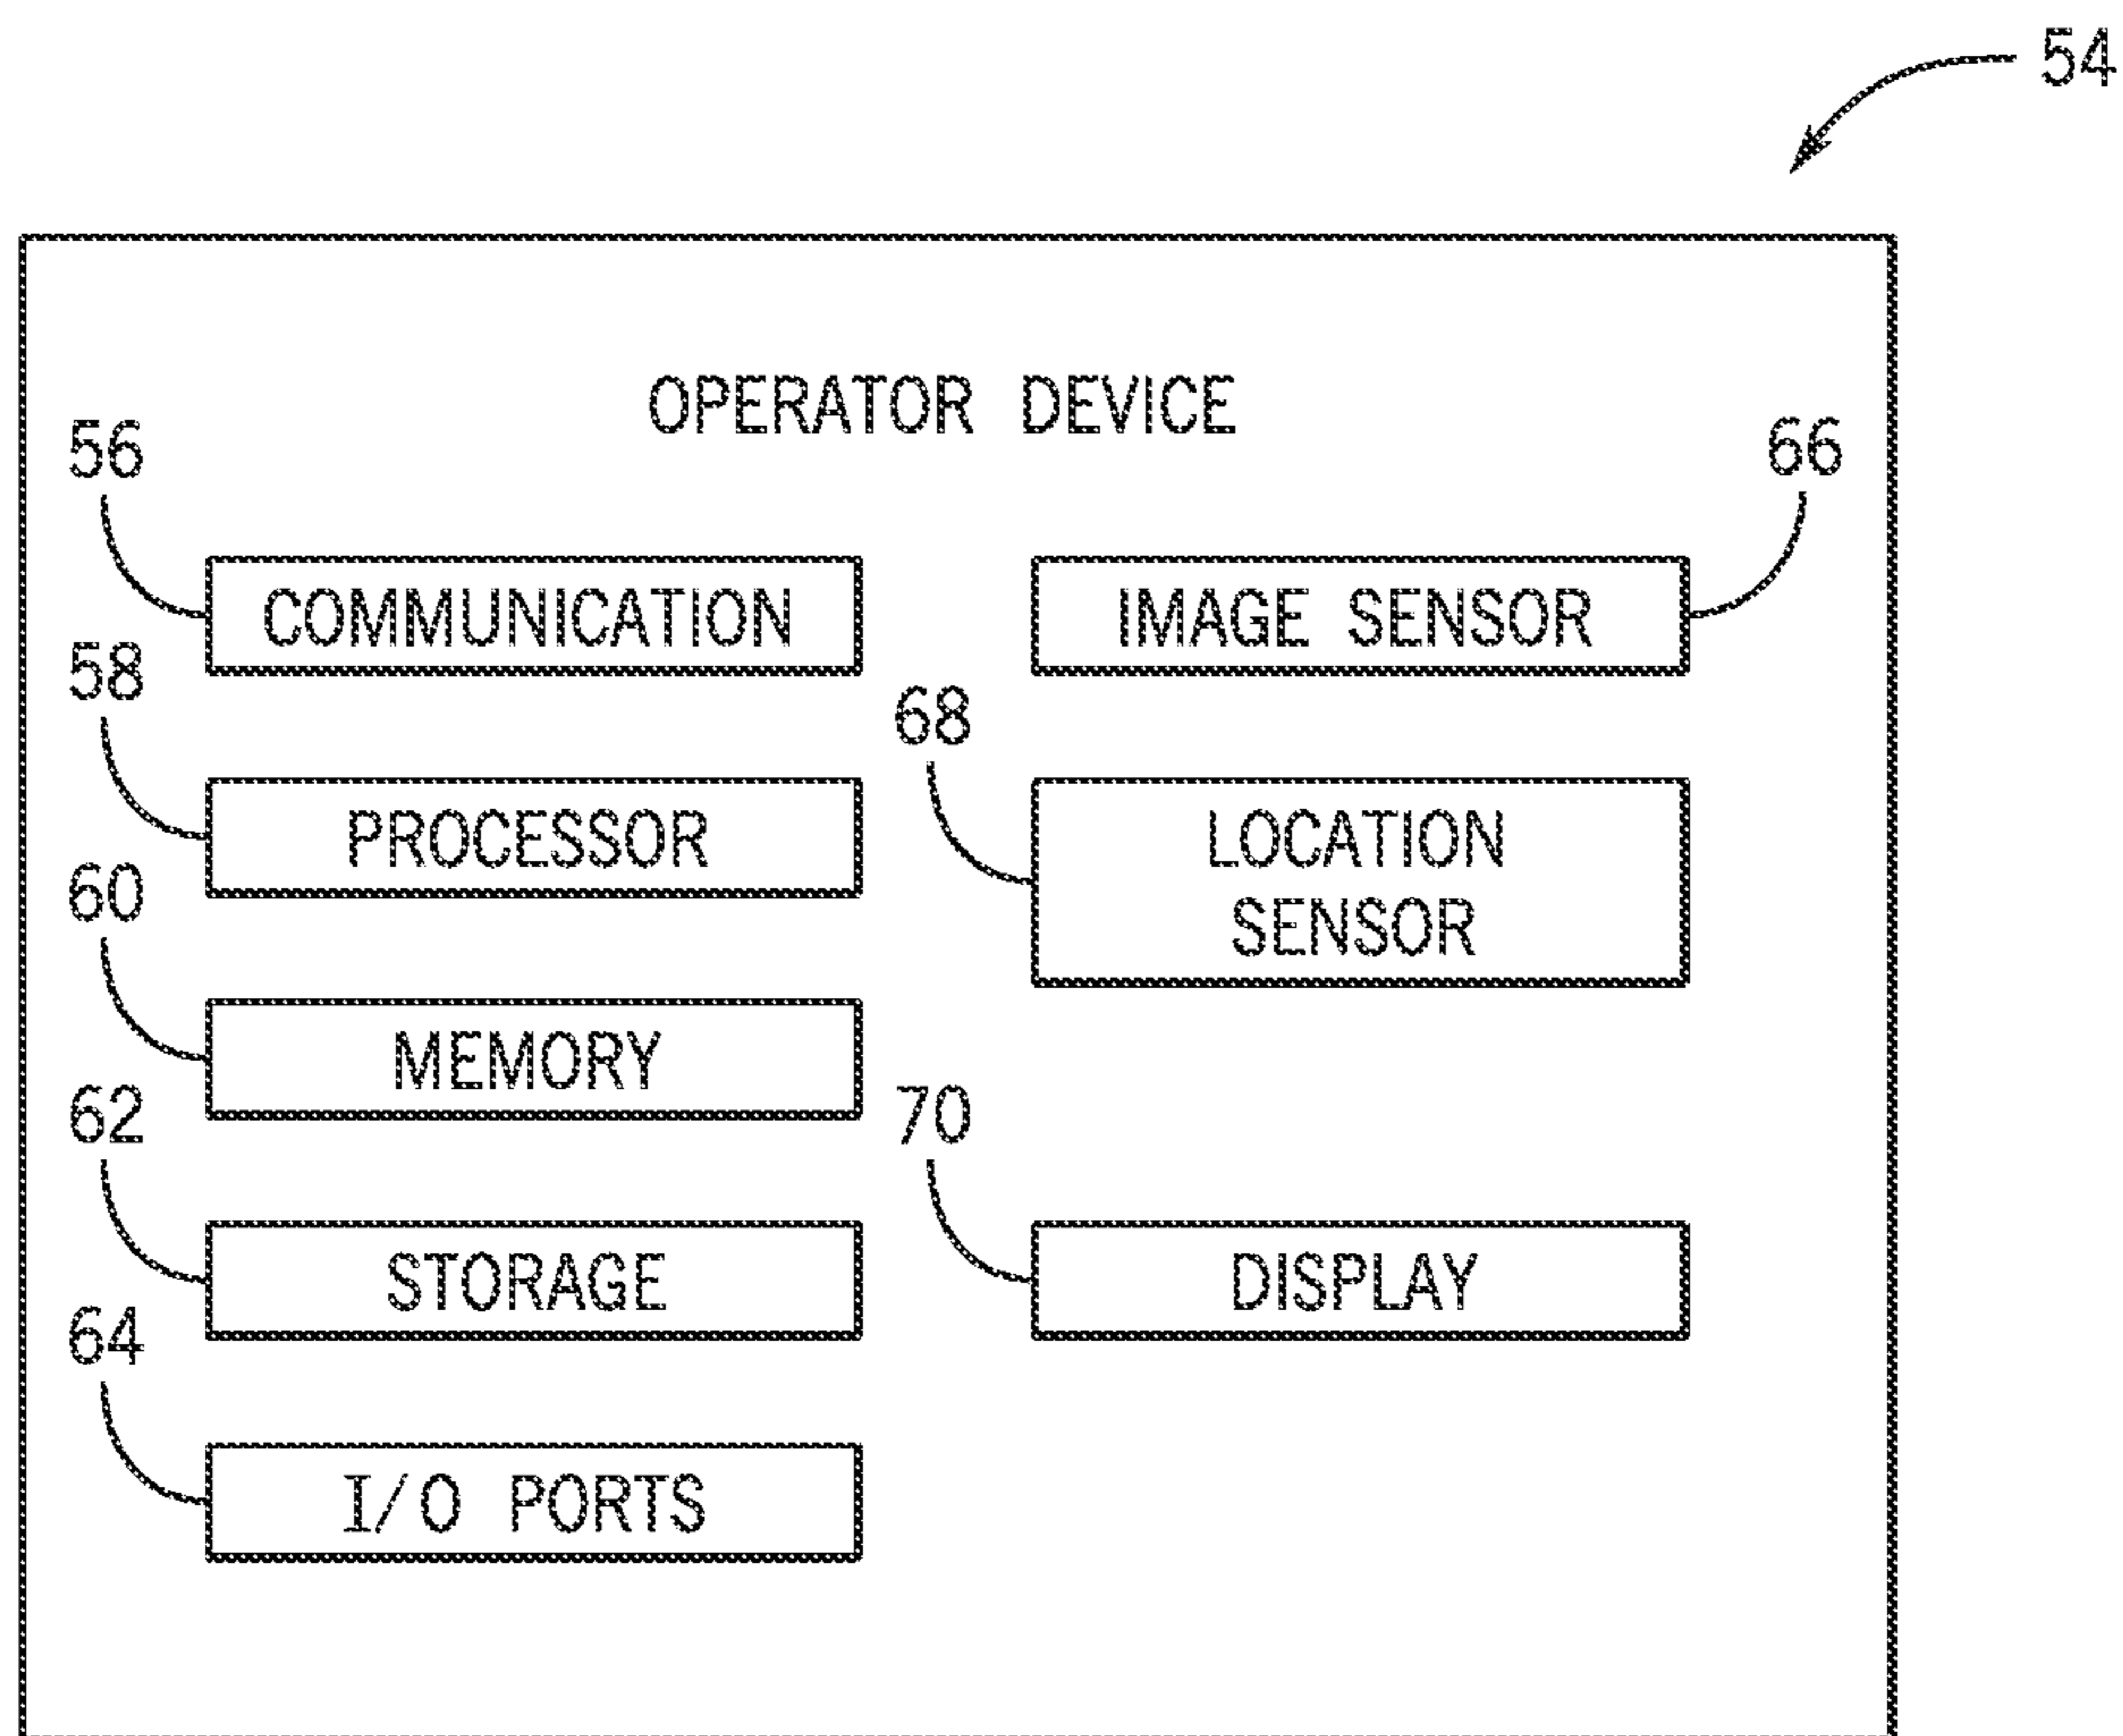 54
OPERATOR DEVICE
56
66
COMMUNICATION
IMAGE SENSOR
58
68
PROCESSOR
LOCATION
SENSOR
60
MEMORY
62
70
STORAGE
DISPLAY
64
I/O PORTS